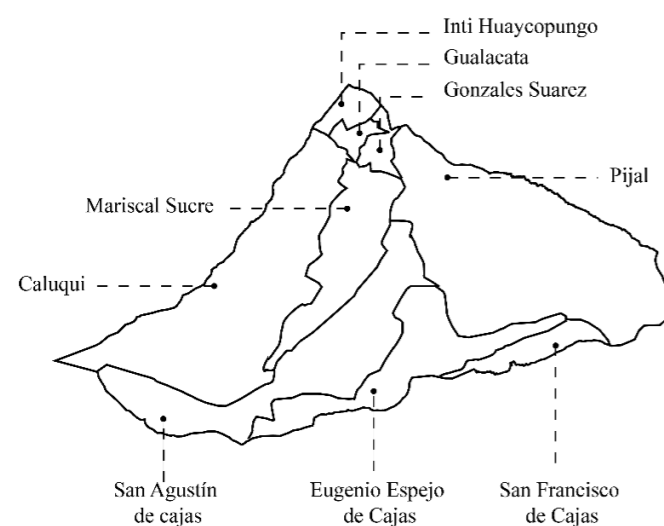 Inti Huaycopungo
Gualacata
Gonzales Suarez
Pijal
Mariscal Sucre
Caluqui
San Agustín
de cajas
Eugenio Espejo
de Cajas
San Francisco
de Cajas